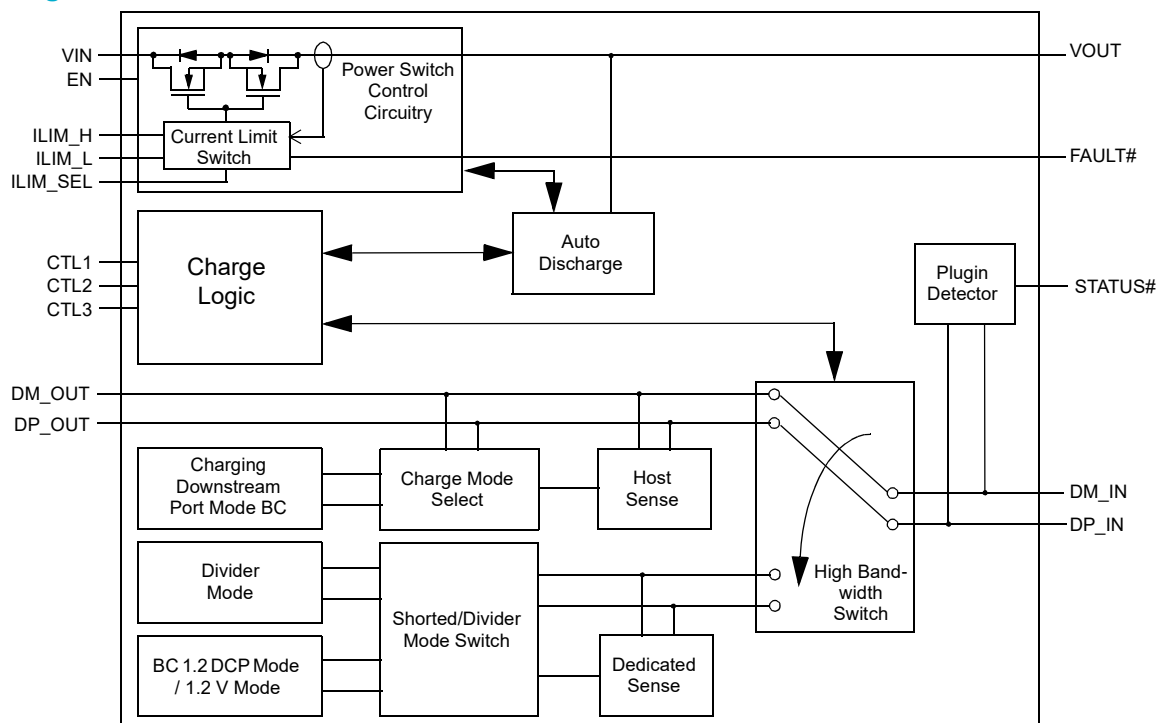 VIN
EN
ILIM_H
ILIM_L
ILIM_SEL
Power Switch
Control
Circuitry
Current Limit
Switch
VOUT
FAULT#
CTL1
CTL2
CTL3
Charge
Logic
Auto
Discharge
Plugin
Detector
STATUS#
DM_OUT
DP_OUT
Charging
Downstream
Port Mode BC
Charge Mode
Select
Host
Sense
DM_IN
DP_IN
Divider
Mode
Shorted/Divider
Mode Switch
High Band-
width
Switch
BC 1.2 DCP Mode
/ 1.2 V Mode
Dedicated
Sense